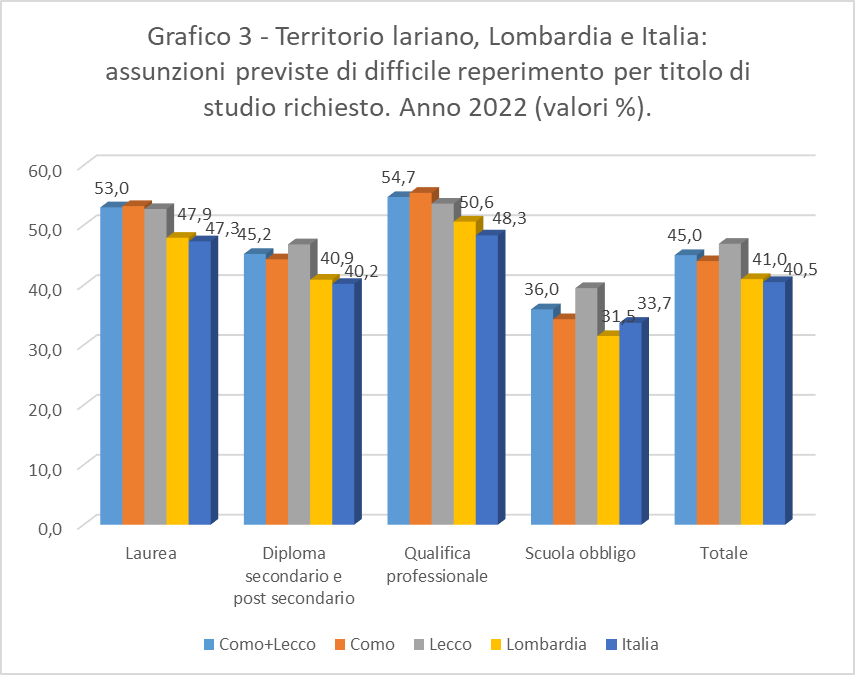 Grafico 3 - Territorio lariano, Lombardia e Italia:
assunzioni previste di difficile reperimento per titolo di
studio richiesto. Anno 2022 (valori %).
60,0
50,0
40,0
30,0
20,0
10,0
0,0
53,0
47,9
47,3
45,2
40,9
40,2
54,7
50,6
48,3
36,0
31,5
33,7
45,0
41,0
40,5
Laurea
Diploma
secondario e
post secondario
Qualifica
professionale
Scuola obbligo
Totale
Como+Lecco Como Lecco Lombardia Italia